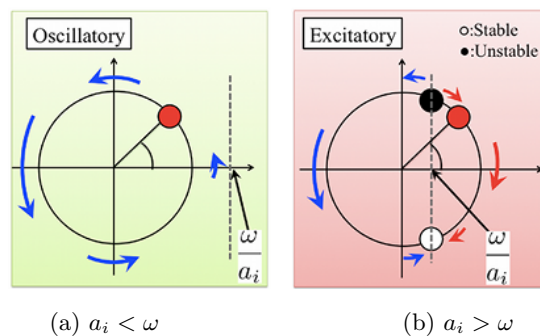 Oscillatory
ω
a_i
(a) a_i < ω
Excitatory
○:Stable
●:Unstable
ω
a_i
(b) a_i > ω